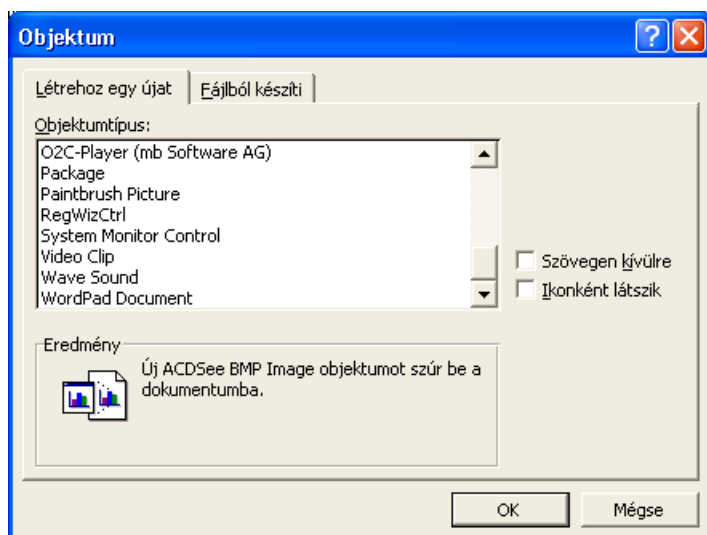 Objektum
Létrehoz egy újat
Fájlból készíti
Objektumtípus:
O2C-Player (mb Software AG)
Package
Paintbrush Picture
RegWizCtrl
System Monitor Control
Video Clip
Wave Sound
WordPad Document
Szövegen kívülre
Ikonként látszik
Eredmény
Új ACDSee BMP Image objektumot szúr be a
dokumentumba.
OK
Mégse